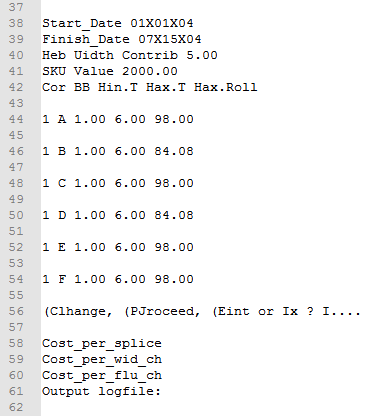 37
38 Start_Date 01X01X04
39 Finish_Date 07X15X04
40 Heb Uidth Contrib 5.00
41 SKU Value 2000.00
42 Cor BB Hin.T Hax.T Hax.Roll
43
44 1 A 1.00 6.00 98.00
45
46 1 B 1.00 6.00 84.08
47
48 1 C 1.00 6.00 98.00
49
50 1 D 1.00 6.00 84.08
51
52 1 E 1.00 6.00 98.00
53
54 1 F 1.00 6.00 98.00
55
56 (Clhange, (PJroceed, (Eint or Ix ? I....
57
58 Cost_per_splice
59 Cost_per_wid_ch
60 Cost_per_flu_ch
61 Output logfile:
62